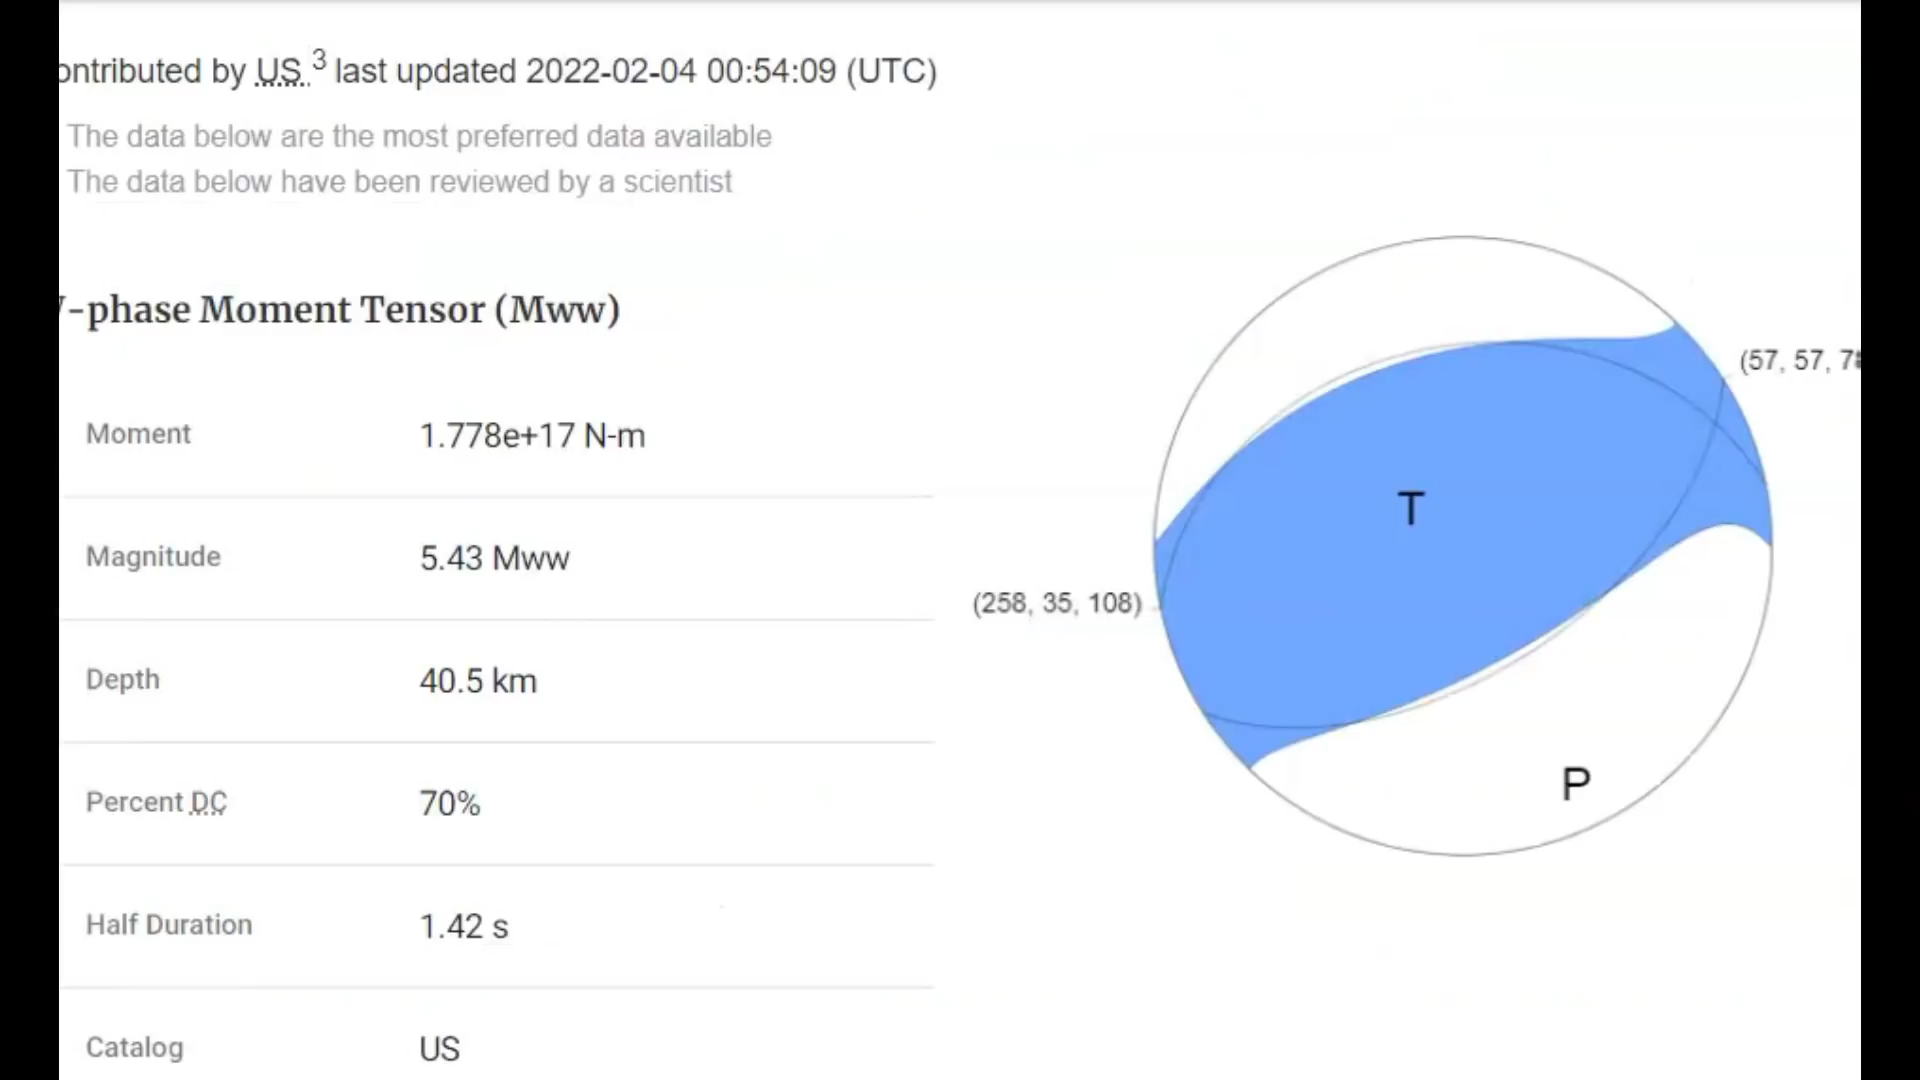 ontributed by US 3 last updated 2022-02-04 00:54:09 (UTC)
The data below are the most preferred data available
The data below have been reviewed by a scientist
-phase Moment Tensor (Mww)
Moment 1.778e+17 N-m
Magnitude 5.43 Mww
Depth 40.5 km
Percent DC 70%
Half Duration 1.42 s
Catalog US
(57, 57, 78
T
(258, 35, 108)
P